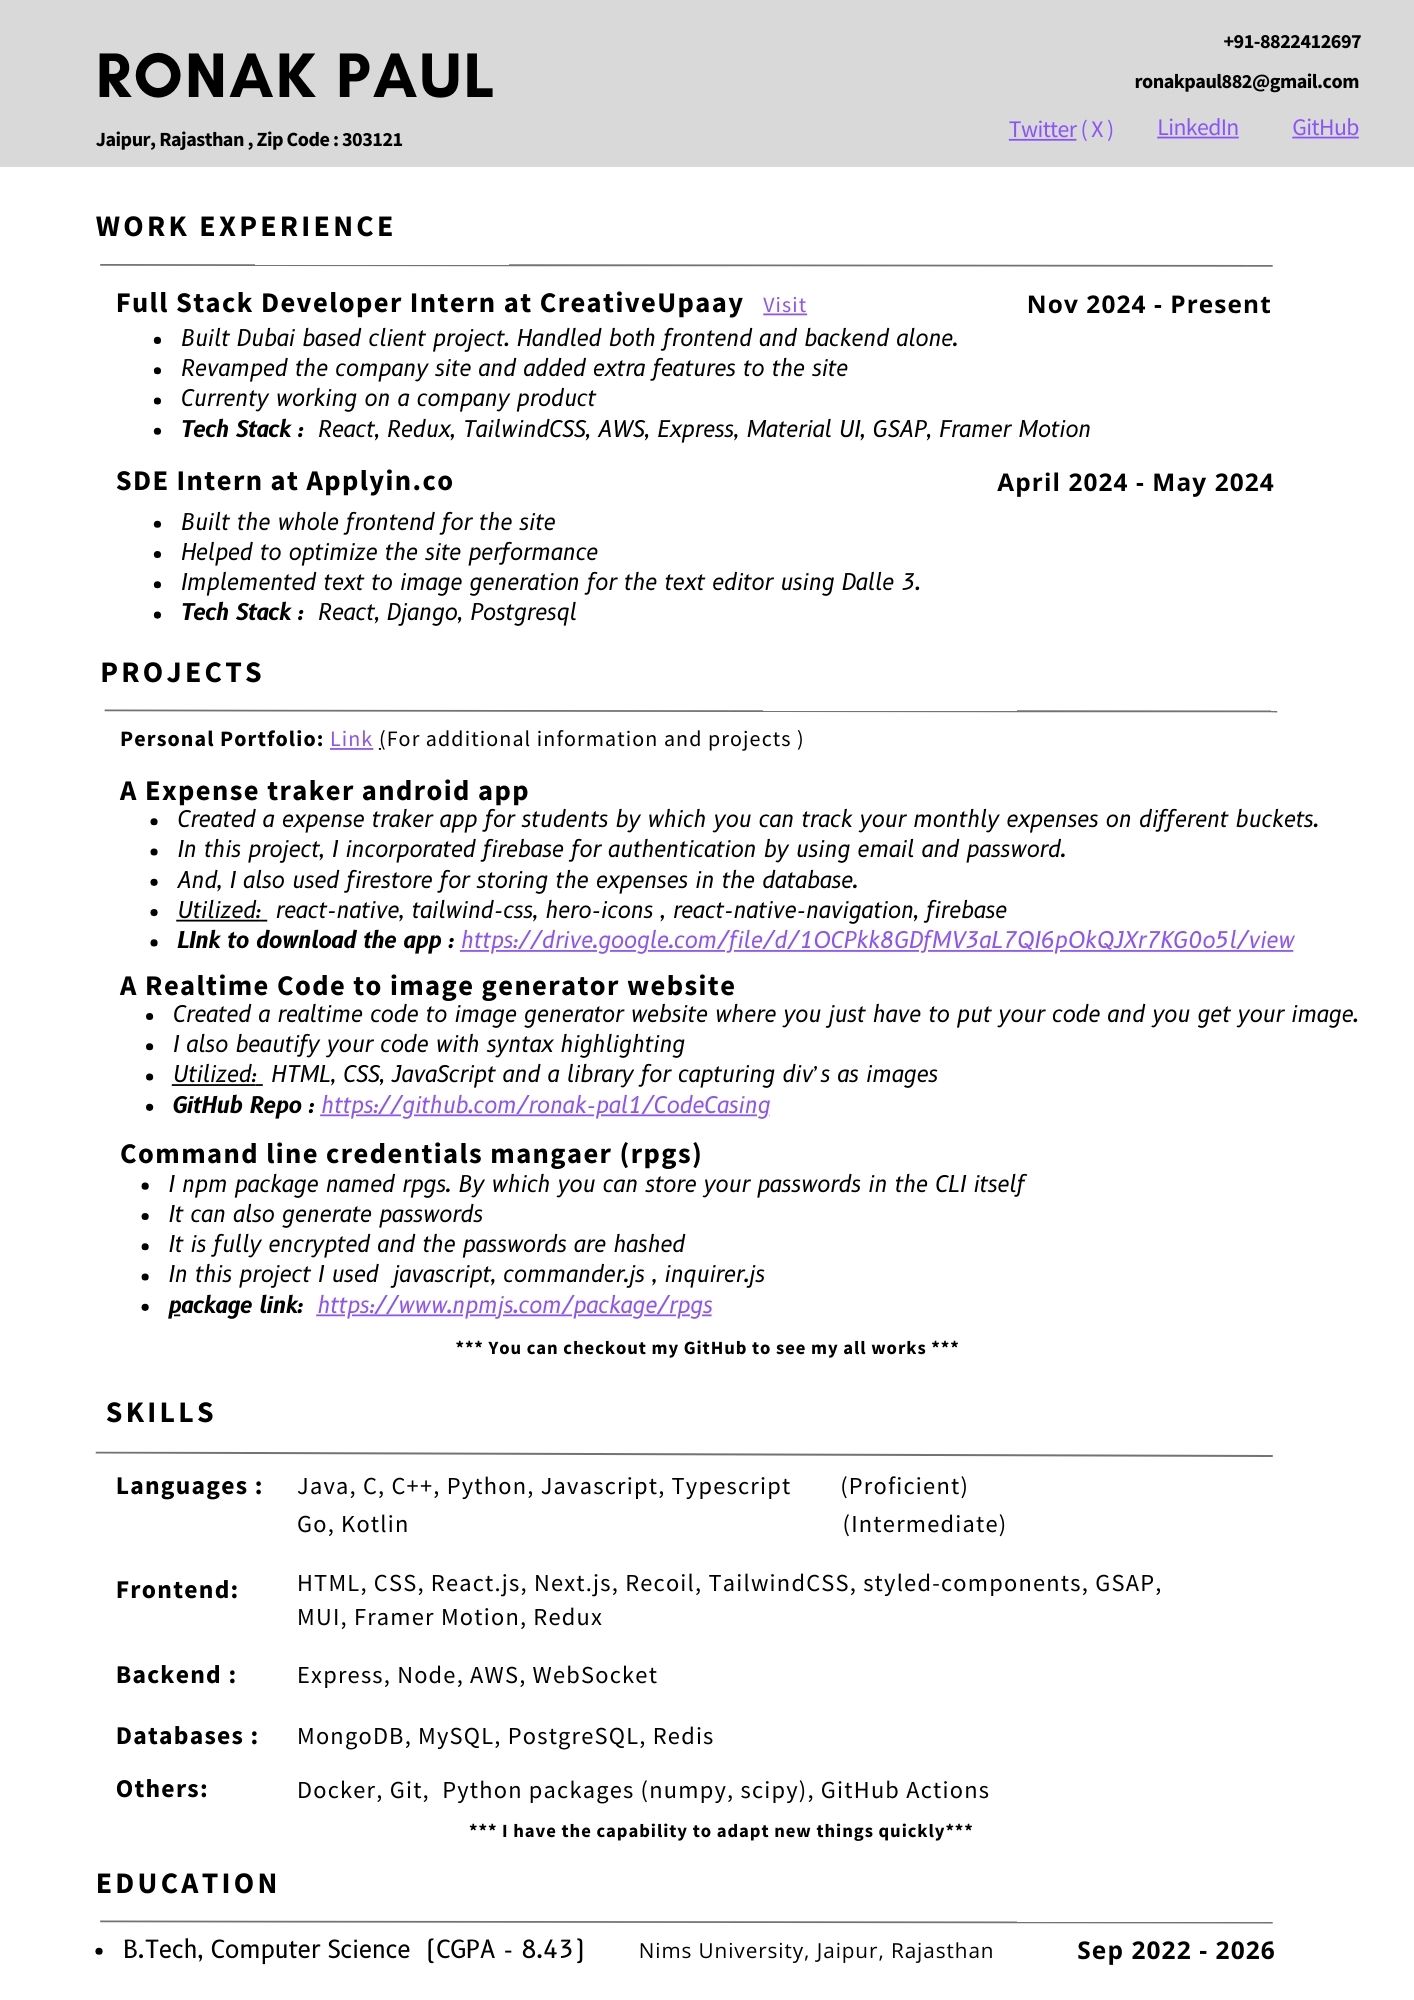 RONAK PAUL
Jaipur, Rajasthan , Zip Code : 303121
+91-8822412697
ronakpaul882@gmail.com
Twitter ( X ) LinkedIn GitHub
WORK EXPERIENCE
Full Stack Developer Intern at CreativeUpaay Visit Nov 2024 - Present
• Built Dubai based client project. Handled both frontend and backend alone.
• Revamped the company site and added extra features to the site
• Currenty working on a company product
• Tech Stack : React, Redux, TailwindCSS, AWS, Express, Material UI, GSAP, Framer Motion
SDE Intern at Applyin.co April 2024 - May 2024
• Built the whole frontend for the site
• Helped to optimize the site performance
• Implemented text to image generation for the text editor using Dalle 3.
• Tech Stack : React, Django, Postgresql
PROJECTS
Personal Portfolio: Link (For additional information and projects )
A Expense traker android app
• Created a expense traker app for students by which you can track your monthly expenses on different buckets.
• In this project, I incorporated firebase for authentication by using email and password.
• And, I also used firestore for storing the expenses in the database.
• Utilized: react-native, tailwind-css, hero-icons , react-native-navigation, firebase
• LInk to download the app : https://drive.google.com/file/d/1OCPkk8GDfMV3aL7QI6pOkQJXr7KG0o5l/view
A Realtime Code to image generator website
• Created a realtime code to image generator website where you just have to put your code and you get your image.
• I also beautify your code with syntax highlighting
• Utilized: HTML, CSS, JavaScript and a library for capturing div’s as images
• GitHub Repo : https://github.com/ronak-pal1/CodeCasing
Command line credentials mangaer (rpgs)
• I npm package named rpgs. By which you can store your passwords in the CLI itself
• It can also generate passwords
• It is fully encrypted and the passwords are hashed
• In this project I used javascript, commander.js , inquirer.js
• package link: https://www.npmjs.com/package/rpgs
*** You can checkout my GitHub to see my all works ***
SKILLS
Languages : Java, C, C++, Python, Javascript, Typescript (Proficient)
Go, Kotlin (Intermediate)
Frontend: HTML, CSS, React.js, Next.js, Recoil, TailwindCSS, styled-components, GSAP,
MUI, Framer Motion, Redux
Backend : Express, Node, AWS, WebSocket
Databases : MongoDB, MySQL, PostgreSQL, Redis
Others: Docker, Git, Python packages (numpy, scipy), GitHub Actions
*** I have the capability to adapt new things quickly***
EDUCATION
• B.Tech, Computer Science [CGPA - 8.43] Nims University, Jaipur, Rajasthan Sep 2022 - 2026